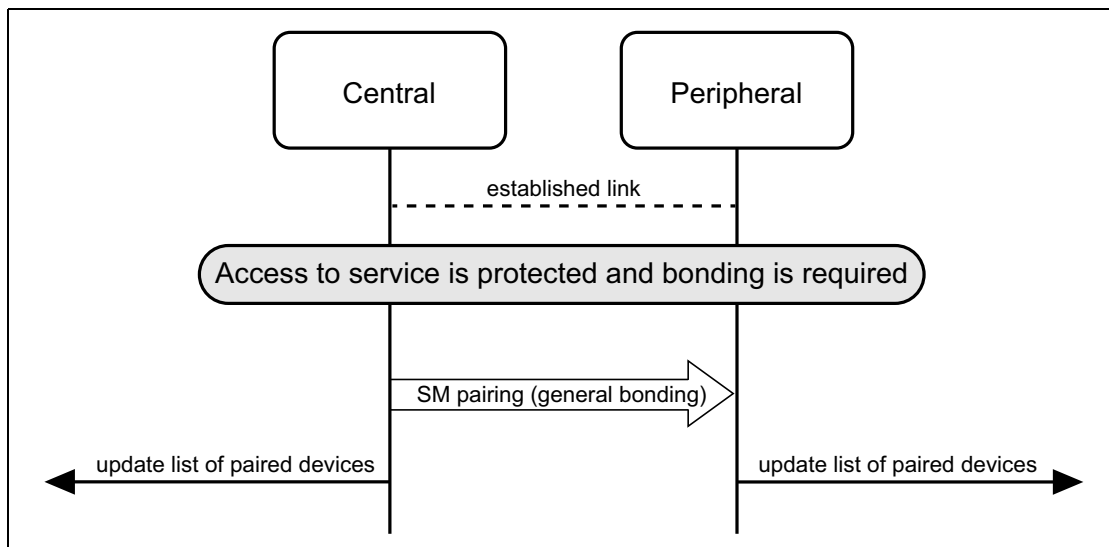 Central
Peripheral
established link
Access to service is protected and bonding is required
SM pairing (general bonding)
update list of paired devices
update list of paired devices